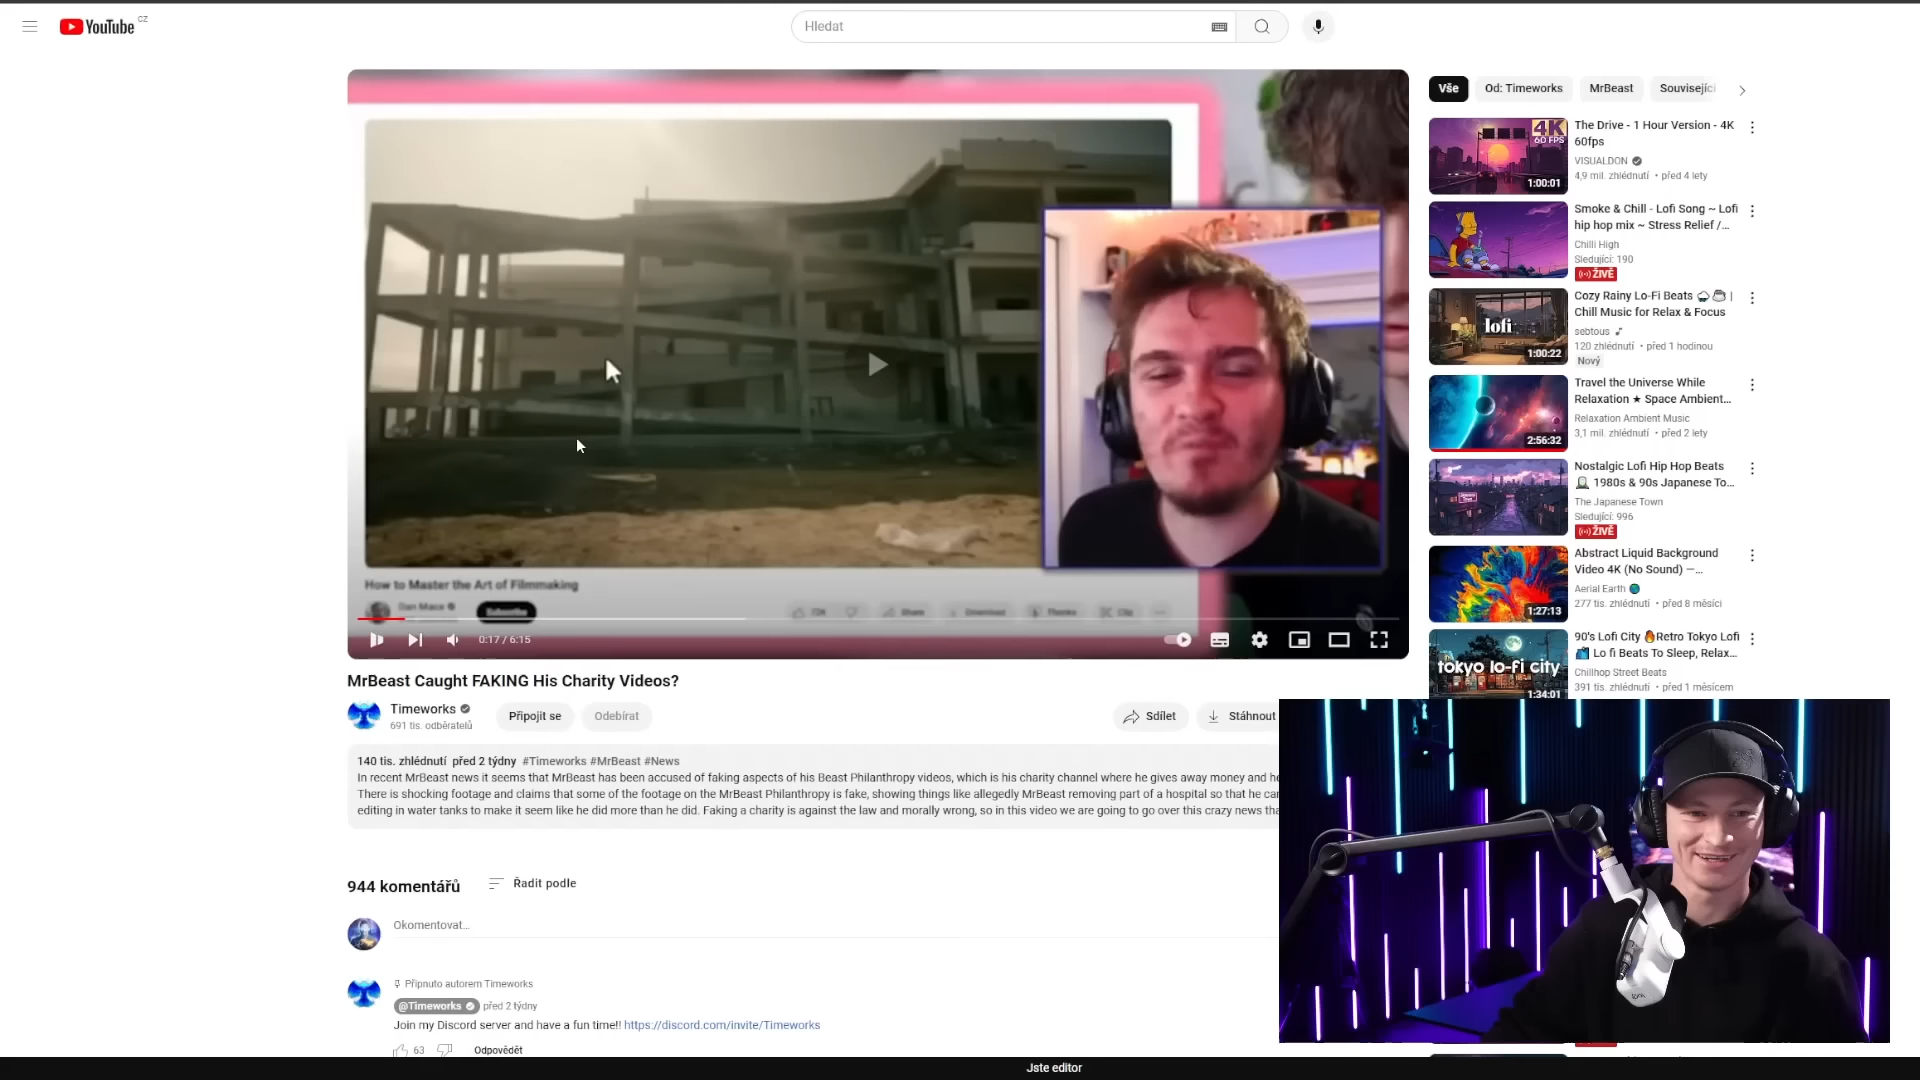 YouTube CZ
Hledat
How to Master the Art of Filmmaking
Dan Mace
Subscribe
72K
Share
Download
Thanks
Clip
0:17 / 6:15
MrBeast Caught FAKING His Charity Videos?
Timeworks
691 tis. odběratelů
Připojit se
Odebírat
Sdílet
Stáhnout
140 tis. zhlédnutí před 2 týdny #Timeworks #MrBeast #News
In recent MrBeast news it seems that MrBeast has been accused of faking aspects of his Beast Philanthropy videos, which is his charity channel where he gives away money and he
There is shocking footage and claims that some of the footage on the MrBeast Philanthropy is fake, showing things like allegedly MrBeast removing part of a hospital so that he can
editing in water tanks to make it seem like he did more than he did. Faking a charity is against the law and morally wrong, so in this video we are going to go over this crazy news tha
944 komentářů
Řadit podle
Okomentovat...
Připnuto autorem Timeworks
@Timeworks před 2 týdny
Join my Discord server and have a fun time!! https://discord.com/invite/Timeworks
63
Odpovědět
Vše
Od: Timeworks
MrBeast
Související
4K
60 FPS
1:00:01
The Drive - 1 Hour Version - 4K
60fps
VISUALDON
4,9 mil. zhlédnutí • před 4 lety
Smoke & Chill - Lofi Song ~ Lofi
hip hop mix ~ Stress Relief /...
Chilli High
Sledující: 190
ŽIVĚ
lofi
1:00:22
Cozy Rainy Lo-Fi Beats 🌧️☕ |
Chill Music for Relax & Focus
sebtous
120 zhlédnutí • před 1 hodinou
Nový
2:56:32
Travel the Universe While
Relaxation ★ Space Ambient...
Relaxation Ambient Music
3,1 mil. zhlédnutí • před 2 lety
Nostalgic Lofi Hip Hop Beats
1980s & 90s Japanese To...
The Japanese Town
Sledující: 996
ŽIVĚ
1:27:13
Abstract Liquid Background
Video 4K (No Sound) —...
Aerial Earth
277 tis. zhlédnutí • před 8 měsíci
tokyo lo-fi city
1:34:01
90's Lofi City 🔥Retro Tokyo Lofi
Lo fi Beats To Sleep, Relax...
Chillhop Street Beats
391 tis. zhlédnutí • před 1 měsícem
Jste editor